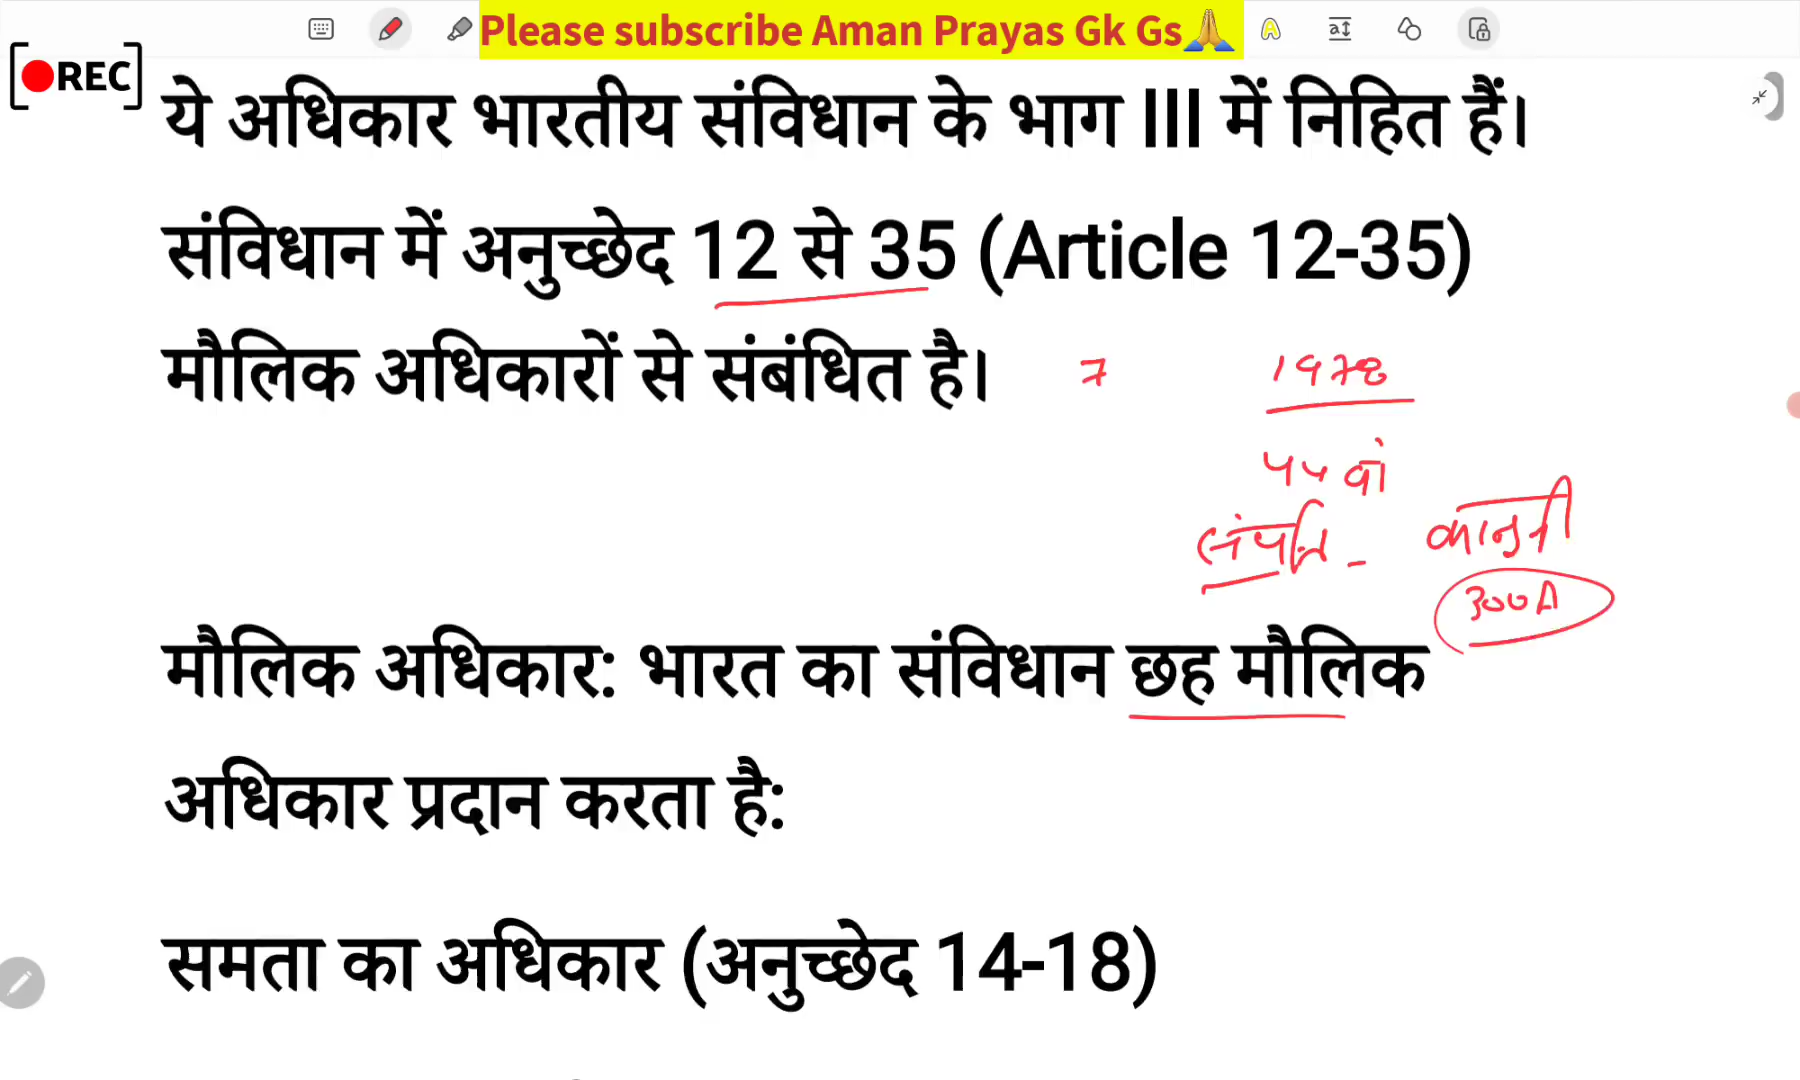 Please subscribe Aman Prayas Gk Gs🙏
REC
ये अधिकार भारतीय संविधान के भाग III में निहित हैं।
संविधान में अनुच्छेद 12 से 35 (Article 12-35)
मौलिक अधिकारों से संबंधित है।
7 1978
44 वां
संपत्ति - कानूनी
300A
मौलिक अधिकार: भारत का संविधान छह मौलिक
अधिकार प्रदान करता है:
समता का अधिकार (अनुच्छेद 14-18)